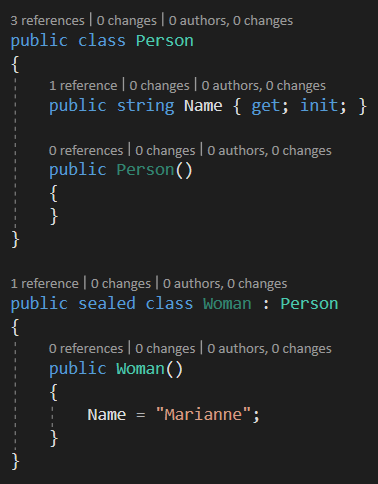 3 references | 0 changes | 0 authors, 0 changes
public class Person
{
1 reference | 0 changes | 0 authors, 0 changes
public string Name { get; init; }
0 references | 0 changes | 0 authors, 0 changes
public Person()
{
}
}
1 reference | 0 changes | 0 authors, 0 changes
public sealed class Woman : Person
{
0 references | 0 changes | 0 authors, 0 changes
public Woman()
{
Name = "Marianne";
}
}